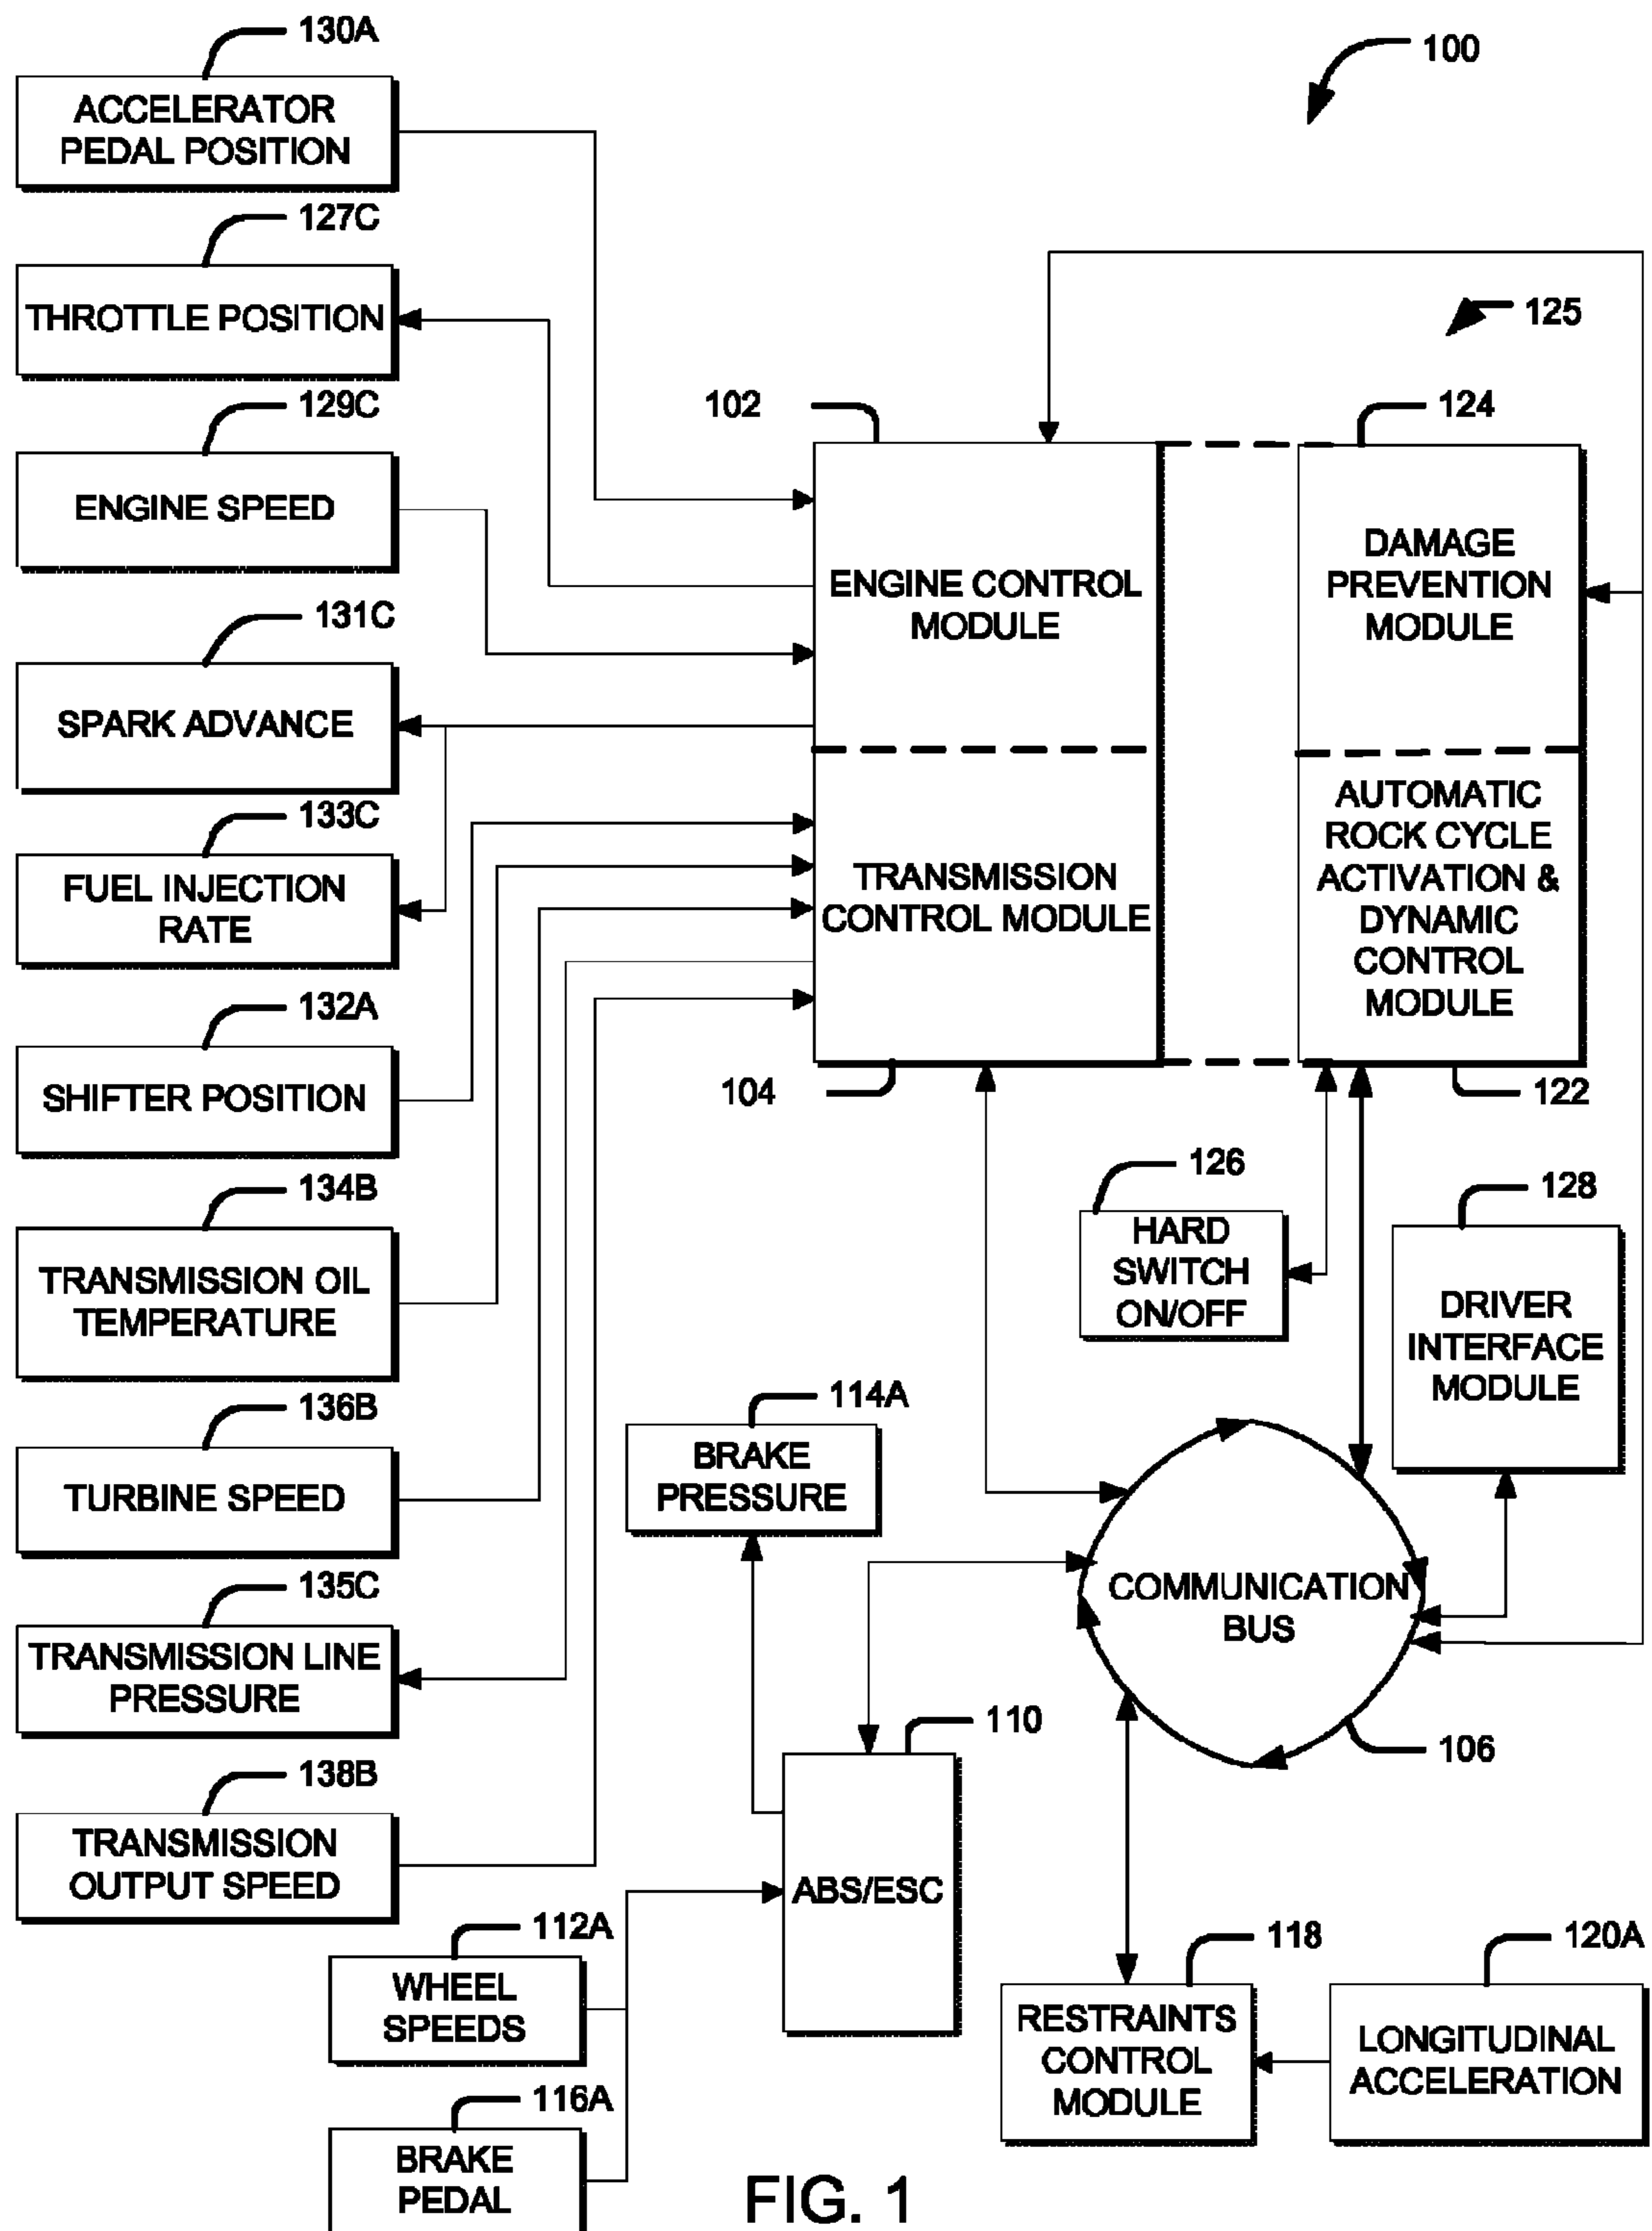 130A
100
ACCELERATOR
PEDAL POSITION
127C
THROTTLE POSITION
125
129C
102
124
ENGINE SPEED
ENGINE CONTROL
MODULE
DAMAGE
PREVENTION
MODULE
131C
SPARK ADVANCE
133C
FUEL INJECTION
RATE
TRANSMISSION
CONTROL MODULE
AUTOMATIC
ROCK CYCLE
ACTIVATION &
DYNAMIC
CONTROL
MODULE
132A
SHIFTER POSITION
104
122
134B
126
128
TRANSMISSION OIL
TEMPERATURE
HARD
SWITCH
ON/OFF
DRIVER
INTERFACE
MODULE
136B
114A
TURBINE SPEED
BRAKE
PRESSURE
135C
COMMUNICATION
BUS
TRANSMISSION LINE
PRESSURE
110
106
138B
TRANSMISSION
OUTPUT SPEED
ABS/ESC
112A
118
120A
WHEEL
SPEEDS
RESTRAINTS
CONTROL
MODULE
LONGITUDINAL
ACCELERATION
116A
BRAKE
PEDAL
FIG. 1